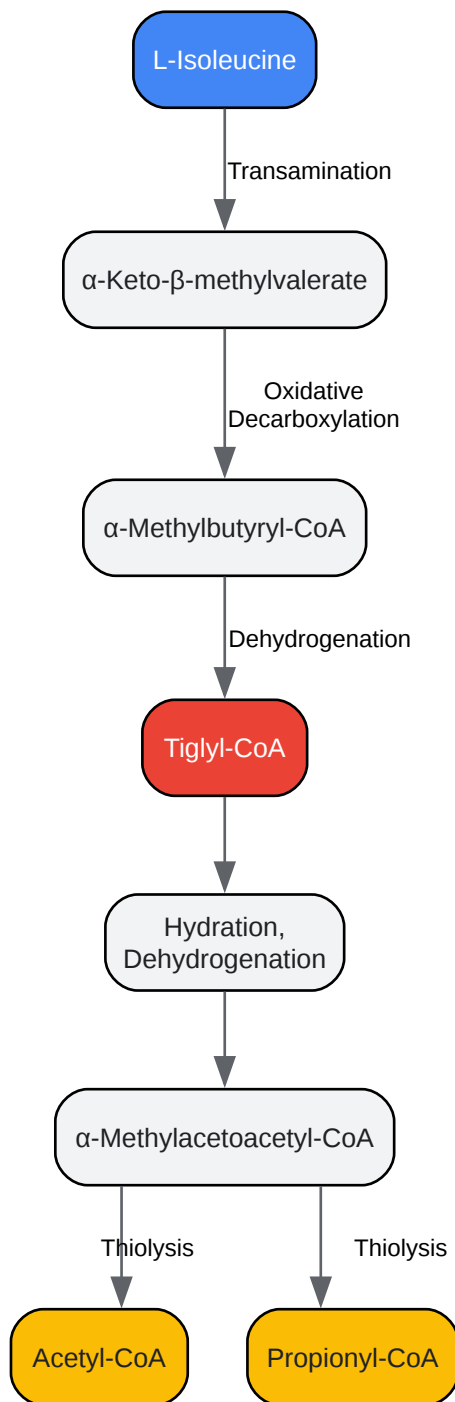 L-Isoleucine
Transamination
α-Keto-β-methylvalerate
Oxidative
Decarboxylation
α-Methylbutyryl-CoA
Dehydrogenation
Tiglyl-CoA
Hydration,
Dehydrogenation
α-Methylacetoacetyl-CoA
Thiolysis
Thiolysis
Acetyl-CoA
Propionyl-CoA